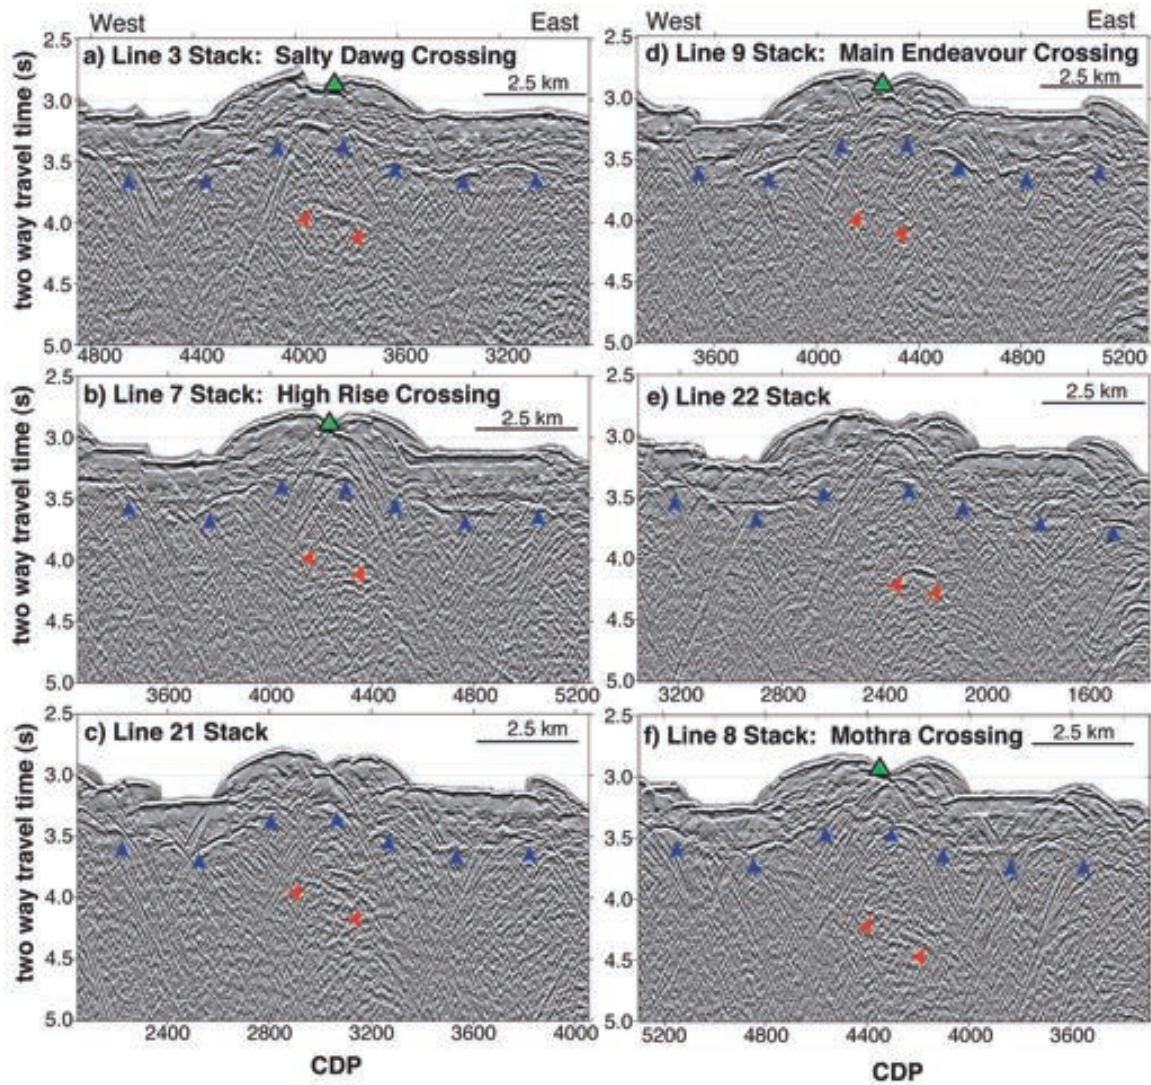 West East
a) Line 3 Stack: Salty Dawg Crossing
2.5 km
two way travel time (s)
2.5
3.0
3.5
4.0
4.5
5.0
4800 4400 4000 3600 3200
West East
d) Line 9 Stack: Main Endeavour Crossing
2.5 km
2.5
3.0
3.5
4.0
4.5
5.0
3600 4000 4400 4800 5200
b) Line 7 Stack: High Rise Crossing
2.5 km
two way travel time (s)
2.5
3.0
3.5
4.0
4.5
5.0
3600 4000 4400 4800 5200
e) Line 22 Stack
2.5 km
2.5
3.0
3.5
4.0
4.5
5.0
3200 2800 2400 2000 1600
c) Line 21 Stack
2.5 km
two way travel time (s)
2.5
3.0
3.5
4.0
4.5
5.0
2400 2800 3200 3600 4000
CDP
f) Line 8 Stack: Mothra Crossing
2.5 km
2.5
3.0
3.5
4.0
4.5
5.0
5200 4800 4400 4000 3600
CDP